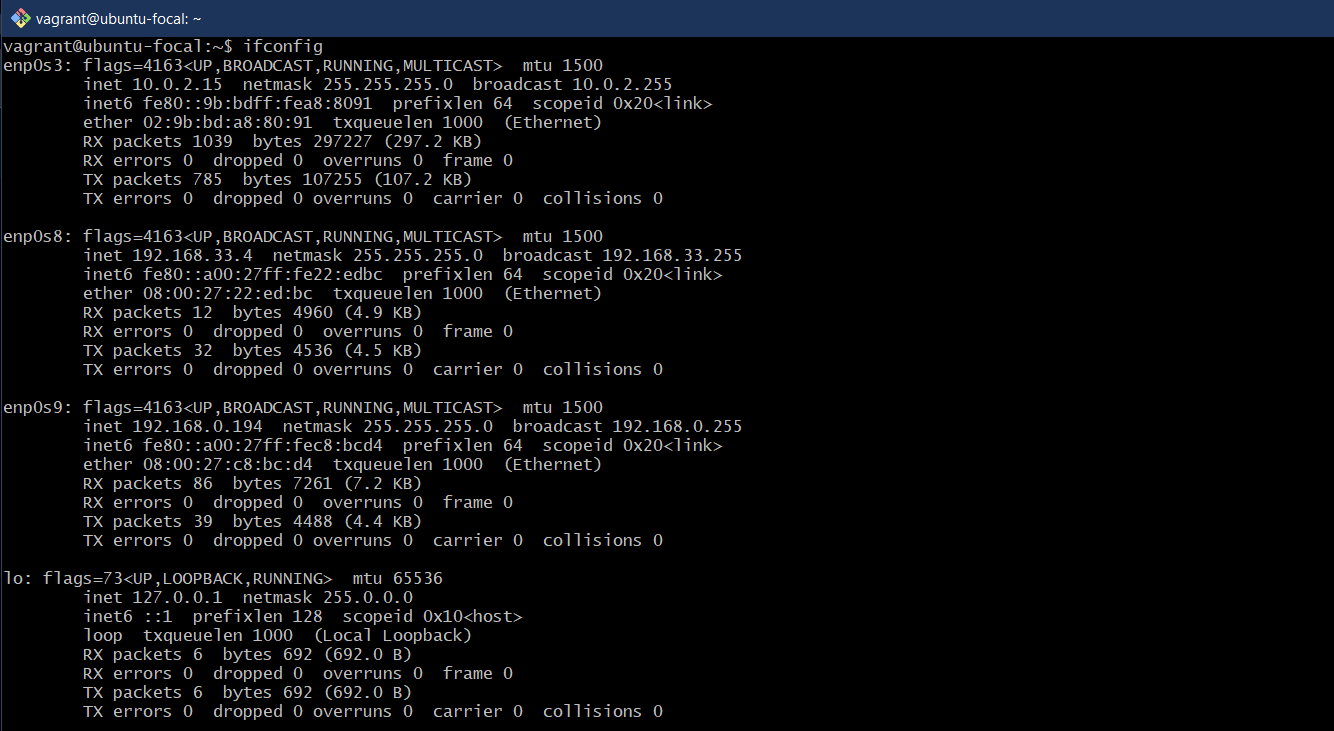 vagrant@ubuntu-focal: ~
vagrant@ubuntu-focal:~$ ifconfig
enp0s3: flags=4163<UP,BROADCAST,RUNNING,MULTICAST>  mtu 1500
        inet 10.0.2.15  netmask 255.255.255.0  broadcast 10.0.2.255
        inet6 fe80::9b:bdff:fea8:8091  prefixlen 64  scopeid 0x20<link>
        ether 02:9b:bd:a8:80:91  txqueuelen 1000  (Ethernet)
        RX packets 1039  bytes 297227 (297.2 KB)
        RX errors 0  dropped 0  overruns 0  frame 0
        TX packets 785  bytes 107255 (107.2 KB)
        TX errors 0  dropped 0 overruns 0  carrier 0  collisions 0

enp0s8: flags=4163<UP,BROADCAST,RUNNING,MULTICAST>  mtu 1500
        inet 192.168.33.4  netmask 255.255.255.0  broadcast 192.168.33.255
        inet6 fe80::a00:27ff:fe22:edbc  prefixlen 64  scopeid 0x20<link>
        ether 08:00:27:22:ed:bc  txqueuelen 1000  (Ethernet)
        RX packets 12  bytes 4960 (4.9 KB)
        RX errors 0  dropped 0  overruns 0  frame 0
        TX packets 32  bytes 4536 (4.5 KB)
        TX errors 0  dropped 0 overruns 0  carrier 0  collisions 0

enp0s9: flags=4163<UP,BROADCAST,RUNNING,MULTICAST>  mtu 1500
        inet 192.168.0.194  netmask 255.255.255.0  broadcast 192.168.0.255
        inet6 fe80::a00:27ff:fec8:bcd4  prefixlen 64  scopeid 0x20<link>
        ether 08:00:27:c8:bc:d4  txqueuelen 1000  (Ethernet)
        RX packets 86  bytes 7261 (7.2 KB)
        RX errors 0  dropped 0  overruns 0  frame 0
        TX packets 39  bytes 4488 (4.4 KB)
        TX errors 0  dropped 0 overruns 0  carrier 0  collisions 0

lo: flags=73<UP,LOOPBACK,RUNNING>  mtu 65536
        inet 127.0.0.1  netmask 255.0.0.0
        inet6 ::1  prefixlen 128  scopeid 0x10<host>
        loop  txqueuelen 1000  (Local Loopback)
        RX packets 6  bytes 692 (692.0 B)
        RX errors 0  dropped 0  overruns 0  frame 0
        TX packets 6  bytes 692 (692.0 B)
        TX errors 0  dropped 0 overruns 0  carrier 0  collisions 0